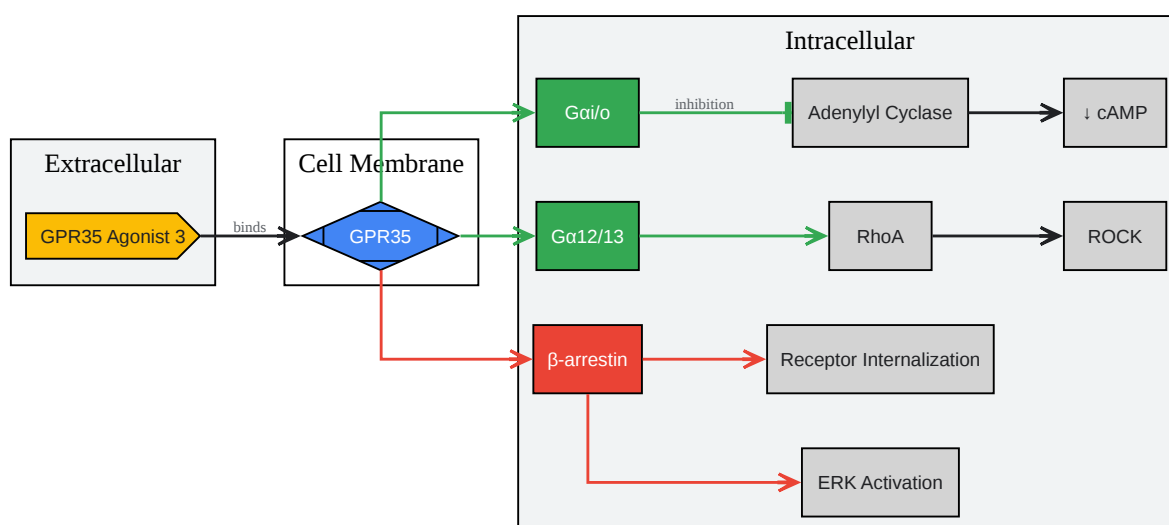 Intracellular
Gαi/o
inhibition
Adenylyl Cyclase
↓ cAMP
Extracellular
Cell Membrane
GPR35 Agonist 3
binds
GPR35
Gα12/13
RhoA
ROCK
β-arrestin
Receptor Internalization
ERK Activation